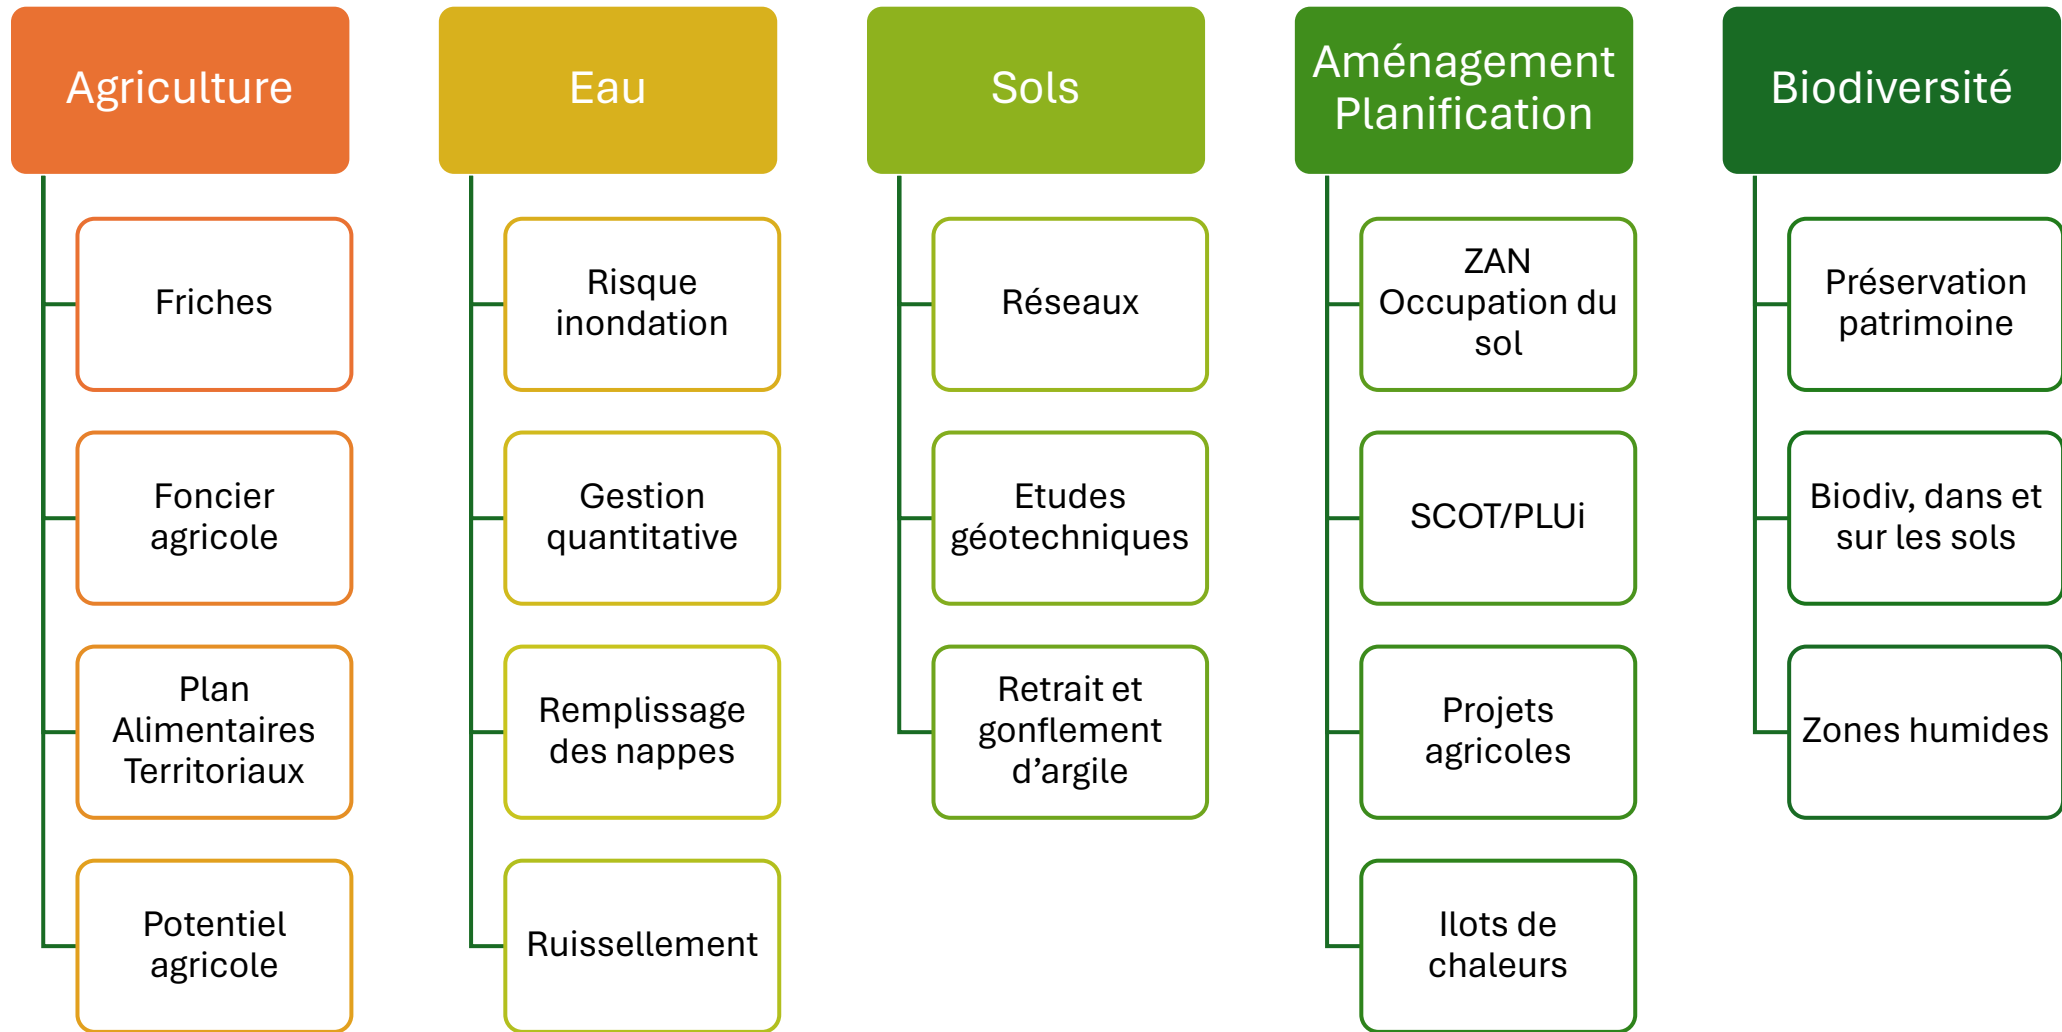 Agriculture
Friches
Foncier
agricole
Plan
Alimentaires
Territoriaux
Potentiel
agricole
Eau
Risque
inondation
Gestion
quantitative
Remplissage
des nappes
Ruissellement
Sols
Réseaux
Etudes
géotechniques
Retrait et
gonflement
d’argile
Aménagement
Planification
ZAN
Occupation du
sol
SCOT/PLUi
Projets
agricoles
Ilots de
chaleurs
Biodiversité
Préservation
patrimoine
Biodiv, dans et
sur les sols
Zones humides